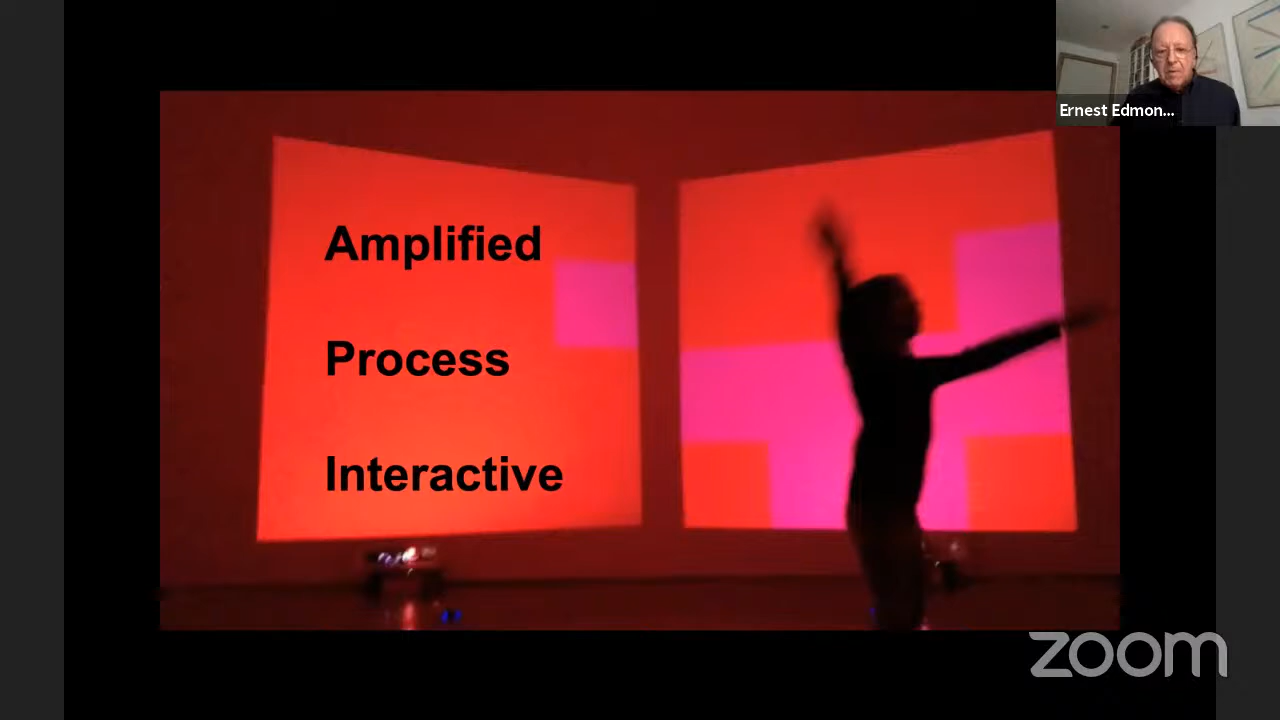 Ernest Edmon...
Amplified
Process
Interactive
zoom